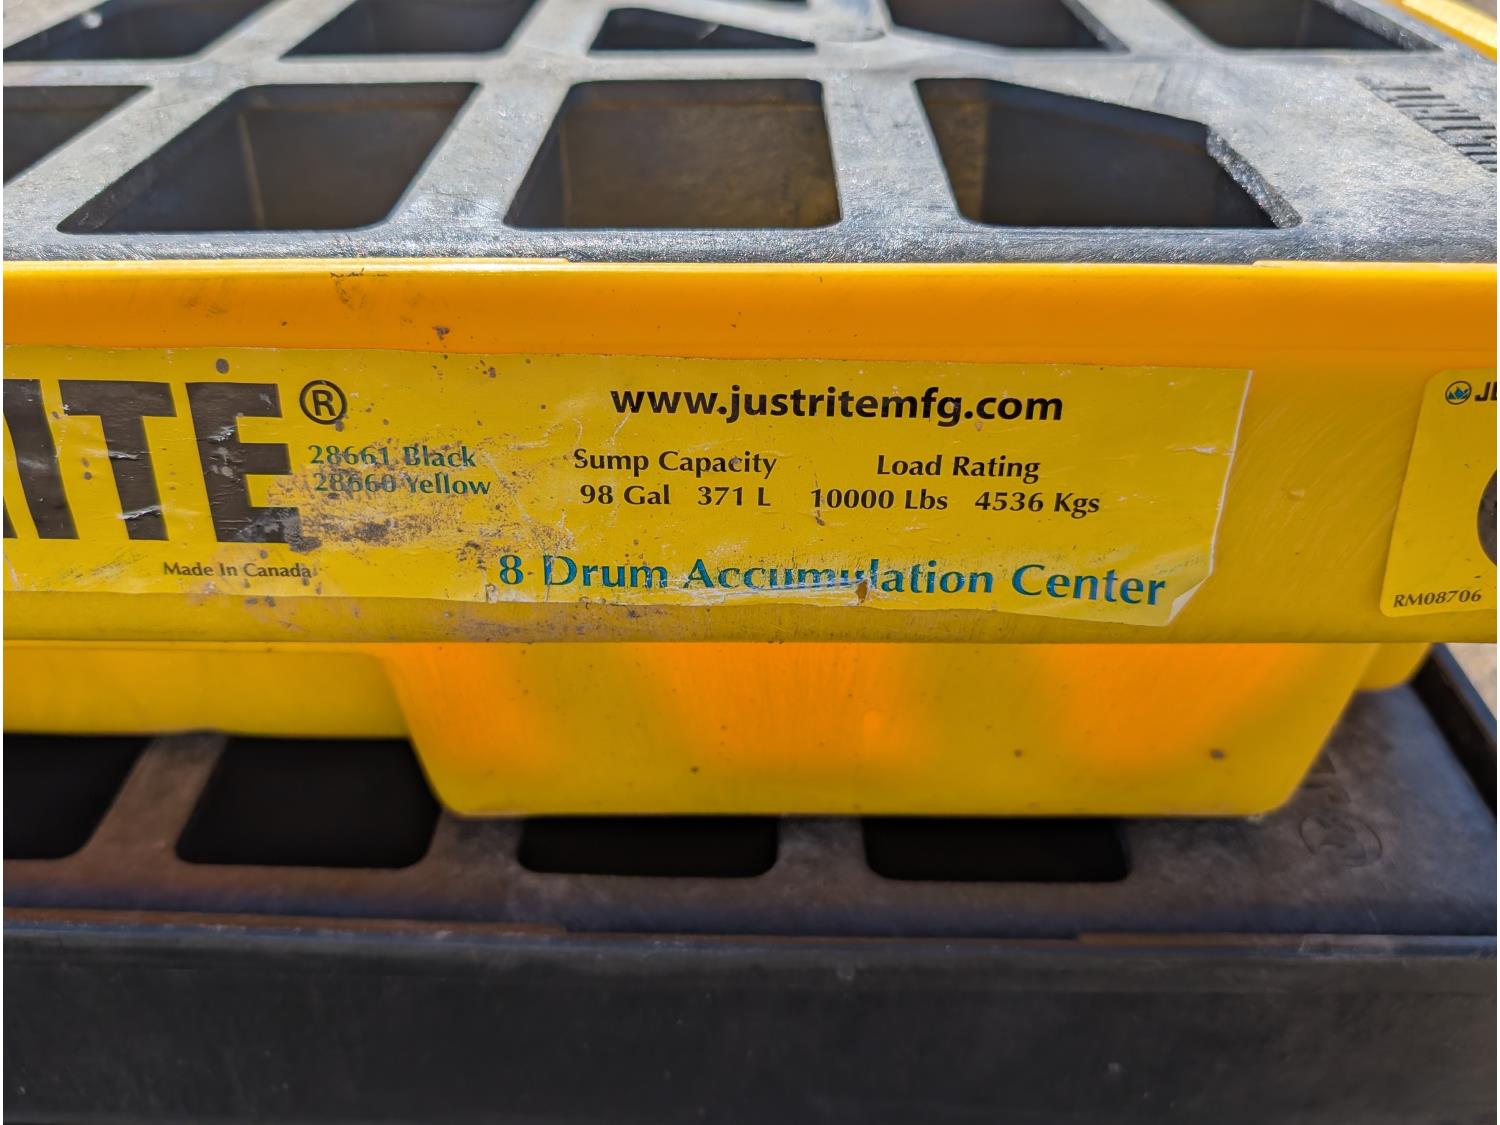 ITE®
www.justritemfg.com
28661 Black
28660 Yellow
Sump Capacity Load Rating
98 Gal 371 L 10000 Lbs 4536 Kgs
Made In Canada
8 Drum Accumulation Center
RM08706